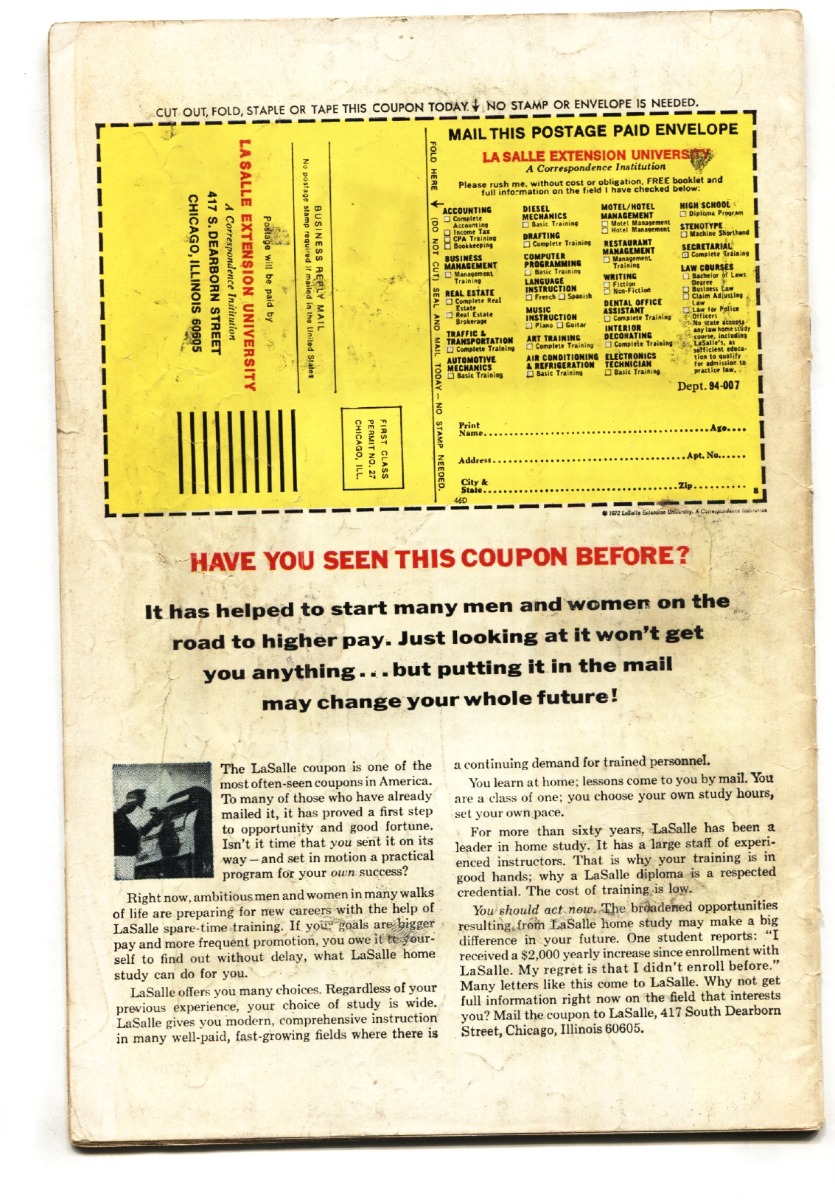 CUT OUT, FOLD, STAPLE OR TAPE THIS COUPON TODAY. ↓ NO STAMP OR ENVELOPE IS NEEDED.
FIRST CLASS
PERMIT NO. 27
CHICAGO, ILL.
BUSINESS REPLY MAIL
No postage stamp required if mailed in the United States
Postage will be paid by
LA SALLE EXTENSION UNIVERSITY
A Correspondence Institution
417 S. DEARBORN STREET
CHICAGO, ILLINOIS 60605
FOLD HERE ↓ (DO NOT CUT) SEAL AND MAIL TODAY — NO STAMP NEEDED.
MAIL THIS POSTAGE PAID ENVELOPE
LA SALLE EXTENSION UNIVERSITY
A Correspondence Institution
Please rush me, without cost or obligation, FREE booklet and
full information on the field I have checked below:
ACCOUNTING
☐ Complete
Accounting
☐ Income Tax
☐ CPA Training
☐ Bookkeeping
BUSINESS
MANAGEMENT
☐ Management
Training
REAL ESTATE
☐ Complete Real
Estate
☐ Real Estate
Brokerage
TRAFFIC &
TRANSPORTATION
☐ Complete Training
AUTOMOTIVE
MECHANICS
☐ Basic Training
DIESEL
MECHANICS
☐ Basic Training
DRAFTING
☐ Complete Training
COMPUTER
PROGRAMMING
☐ Basic Training
LANGUAGE
INSTRUCTION
☐ French ☐ Spanish
MUSIC
INSTRUCTION
☐ Piano ☐ Guitar
ART TRAINING
☐ Complete Training
AIR CONDITIONING
& REFRIGERATION
☐ Basic Training
MOTEL/HOTEL
MANAGEMENT
☐ Motel Management
☐ Hotel Management
RESTAURANT
MANAGEMENT
☐ Management
Training
WRITING
☐ Fiction
☐ Non-Fiction
DENTAL OFFICE
ASSISTANT
☐ Complete Training
INTERIOR
DECORATING
☐ Complete Training
ELECTRONICS
TECHNICIAN
☐ Basic Training
HIGH SCHOOL
☐ Diploma Program
STENOTYPE
☐ Machine Shorthand
SECRETARIAL
☐ Complete Training
LAW COURSES
☐ Bachelor of Laws
Degree
☐ Business Law
☐ Claim Adjusting
Law
☐ Law for Police
Officers
No state accepts
any law home study
course, including
LaSalle's, as
sufficient educa-
tion to qualify
for admission to
practice law.
Dept. 94-007
Print
Name Age
Address Apt. No.
City &
State Zip
46D 8
© 1972 LaSalle Extension University, A Correspondence Institution
HAVE YOU SEEN THIS COUPON BEFORE?
It has helped to start many men and women on the
road to higher pay. Just looking at it won't get
you anything...but putting it in the mail
may change your whole future!
The LaSalle coupon is one of the
most often-seen coupons in America.
To many of those who have already
mailed it, it has proved a first step
to opportunity and good fortune.
Isn't it time that you sent it on its
way—and set in motion a practical
program for your own success?
Right now, ambitious men and women in many walks
of life are preparing for new careers with the help of
LaSalle spare-time training. If your goals are bigger
pay and more frequent promotion, you owe it to your-
self to find out without delay, what LaSalle home
study can do for you.
LaSalle offers you many choices. Regardless of your
previous experience, your choice of study is wide.
LaSalle gives you modern, comprehensive instruction
in many well-paid, fast-growing fields where there is
a continuing demand for trained personnel.
You learn at home; lessons come to you by mail. You
are a class of one; you choose your own study hours,
set your own pace.
For more than sixty years, LaSalle has been a
leader in home study. It has a large staff of experi-
enced instructors. That is why your training is in
good hands; why a LaSalle diploma is a respected
credential. The cost of training is low.
You should act now. The broadened opportunities
resulting from LaSalle home study may make a big
difference in your future. One student reports: "I
received a $2,000 yearly increase since enrollment with
LaSalle. My regret is that I didn't enroll before."
Many letters like this come to LaSalle. Why not get
full information right now on the field that interests
you? Mail the coupon to LaSalle, 417 South Dearborn
Street, Chicago, Illinois 60605.